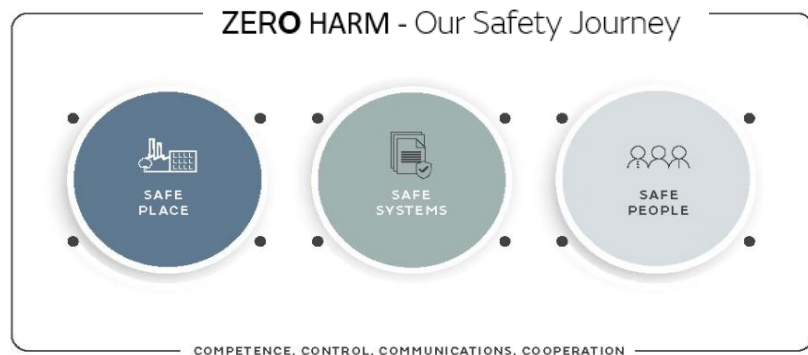 ZERO HARM - Our Safety Journey
SAFE
PLACE
SAFE
SYSTEMS
SAFE
PEOPLE
COMPETENCE, CONTROL, COMMUNICATIONS, COOPERATION